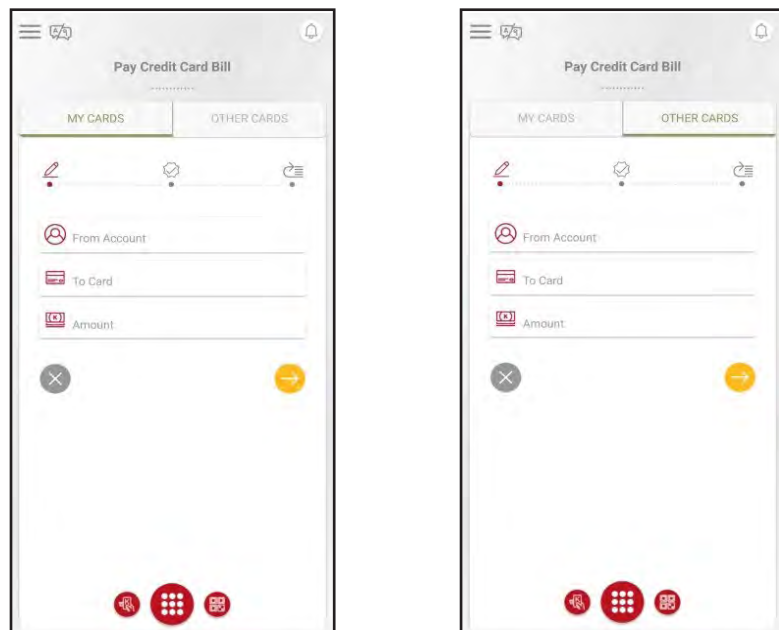 Pay Credit Card Bill
MY CARDS
OTHER CARDS
From Account
To Card
Amount
Pay Credit Card Bill
MY CARDS
OTHER CARDS
From Account
To Card
Amount